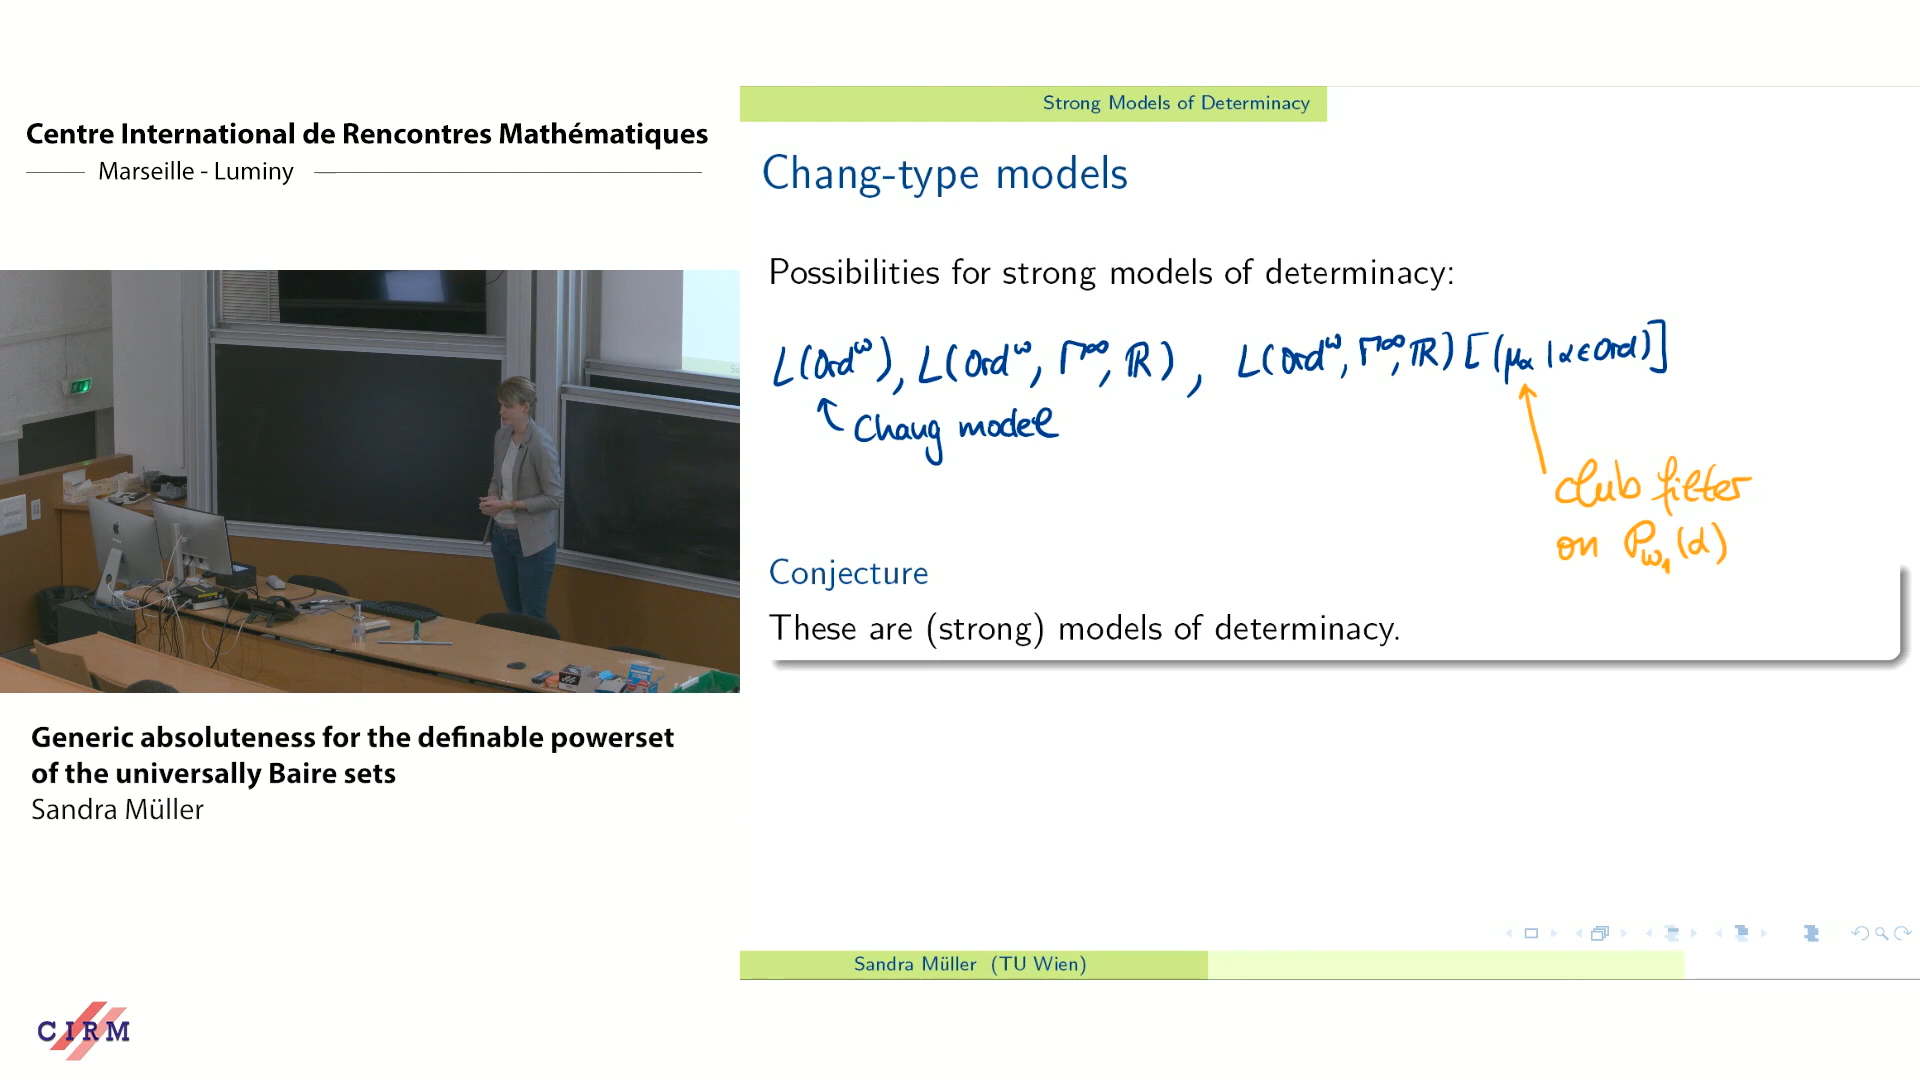 Centre International de Rencontres Mathématiques
Marseille - Luminy
Strong Models of Determinacy
Chang-type models
Possibilities for strong models of determinacy:
L(Ord^ω), L(Ord^ω, Γ^∞, ℝ), L(Ord^ω, Γ^∞, ℝ)[(μ_α | α ∈ Ord)]
Chang model
club filter
on 𝒫_ω₁(α)
Conjecture
These are (strong) models of determinacy.
Generic absoluteness for the definable powerset
of the universally Baire sets
Sandra Müller
Sandra Müller (TU Wien)
CIRM